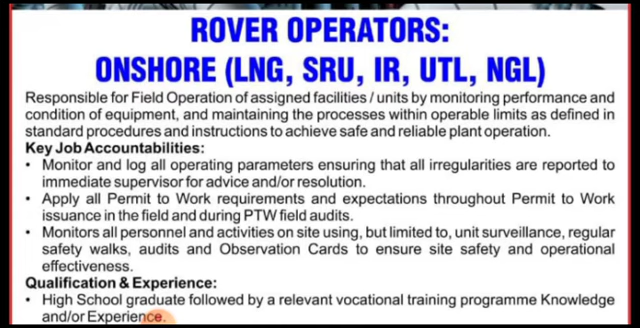 ROVER OPERATORS:
ONSHORE (LNG, SRU, IR, UTL, NGL)
Responsible for Field Operation of assigned facilities / units by monitoring performance and
condition of equipment, and maintaining the processes within operable limits as defined in
standard procedures and instructions to achieve safe and reliable plant operation.
Key Job Accountabilities:
• Monitor and log all operating parameters ensuring that all irregularities are reported to
immediate supervisor for advice and/or resolution.
• Apply all Permit to Work requirements and expectations throughout Permit to Work
issuance in the field and during PTW field audits.
• Monitors all personnel and activities on site using, but limited to, unit surveillance, regular
safety walks, audits and Observation Cards to ensure site safety and operational
effectiveness.
Qualification & Experience:
• High School graduate followed by a relevant vocational training programme Knowledge
and/or Experience.